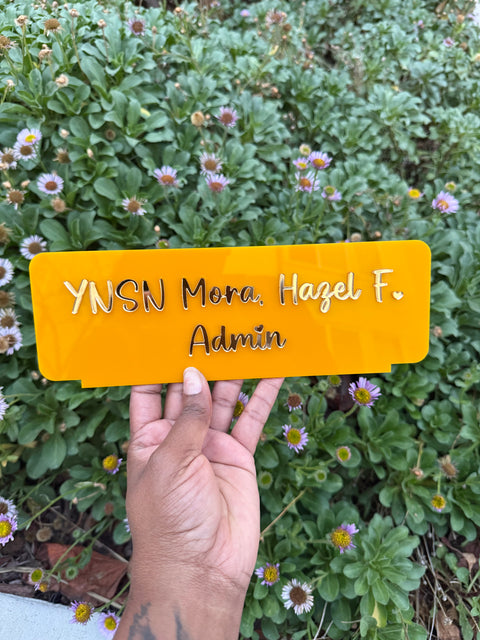 YNSN Mora, Hazel F.
Admin